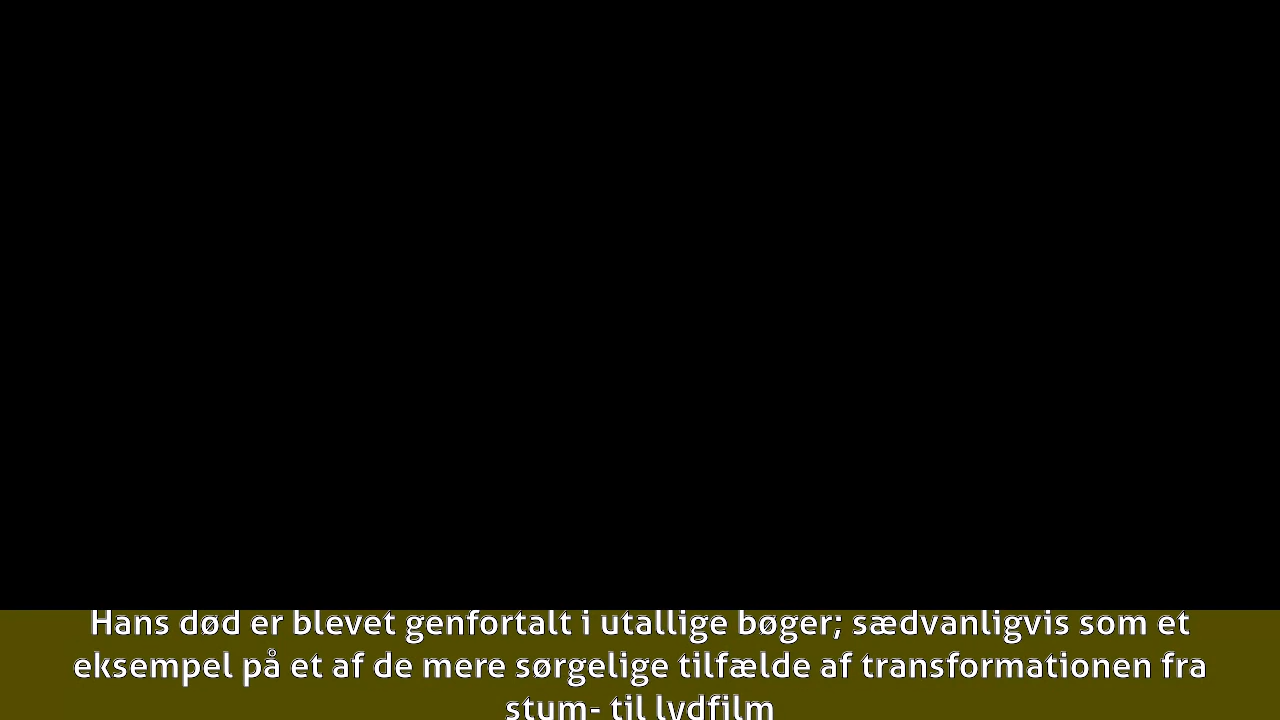 Hans død er blevet genfortalt i utallige bøger; sædvanligvis som et
eksempel på et af de mere sørgelige tilfælde af transformationen fra
stum- til lydfilm